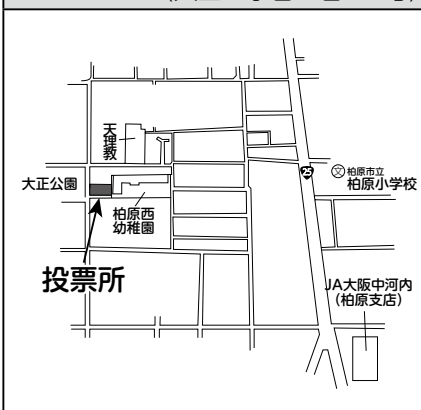 天理教
大正公園
柏原西
幼稚園
投票所
25
文
柏原市立
柏原小学校
JA大阪中河内
(柏原支店)